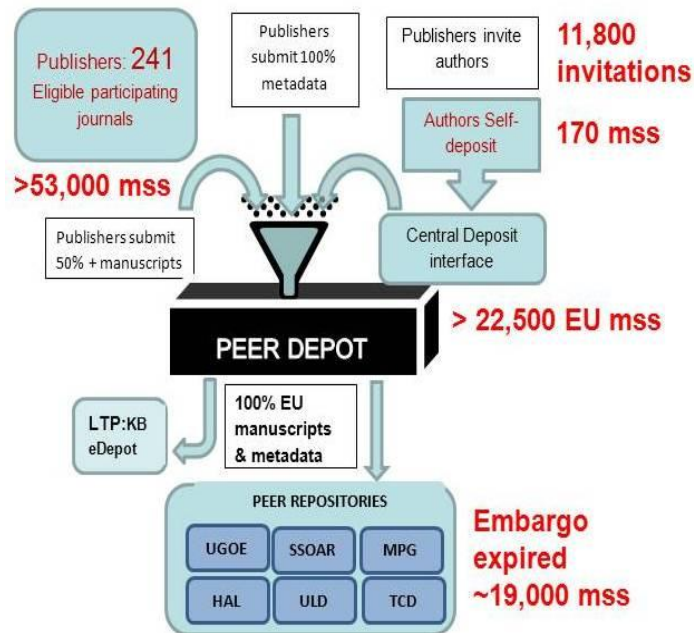 Publishers: 241
Eligible participating
journals
Publishers
submit 100%
metadata
Publishers invite
authors
11,800
invitations
Authors Self-
deposit
170 mss
>53,000 mss
Publishers submit
50% + manuscripts
Central Deposit
interface
PEER DEPOT
> 22,500 EU mss
LTP:KB
eDepot
100% EU
manuscripts
& metadata
PEER REPOSITORIES
UGOE
SSOAR
MPG
HAL
ULD
TCD
Embargo
expired
~19,000 mss